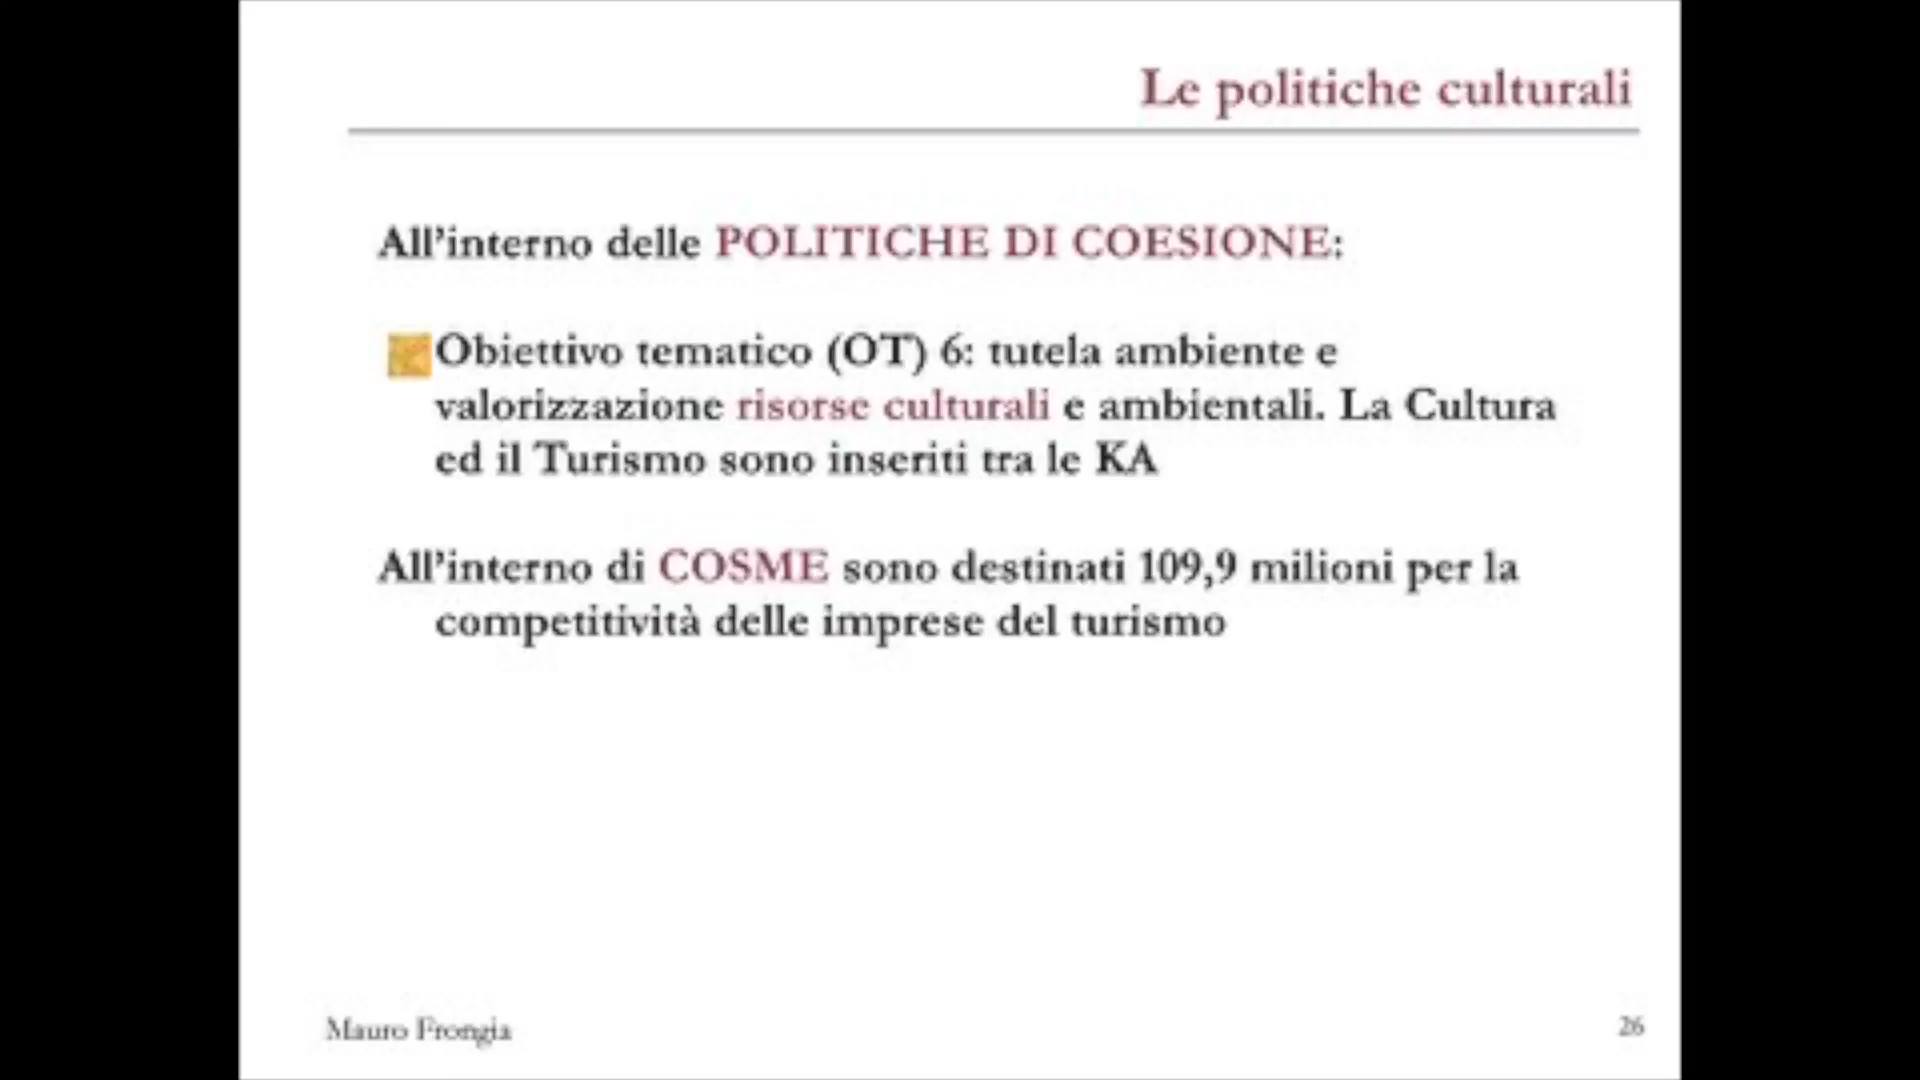 Le politiche culturali
All'interno delle POLITICHE DI COESIONE:
Obiettivo tematico (OT) 6: tutela ambiente e
valorizzazione risorse culturali e ambientali. La Cultura
ed il Turismo sono inseriti tra le KA
All'interno di COSME sono destinati 109,9 milioni per la
competitività delle imprese del turismo
Mauro Frongia
26